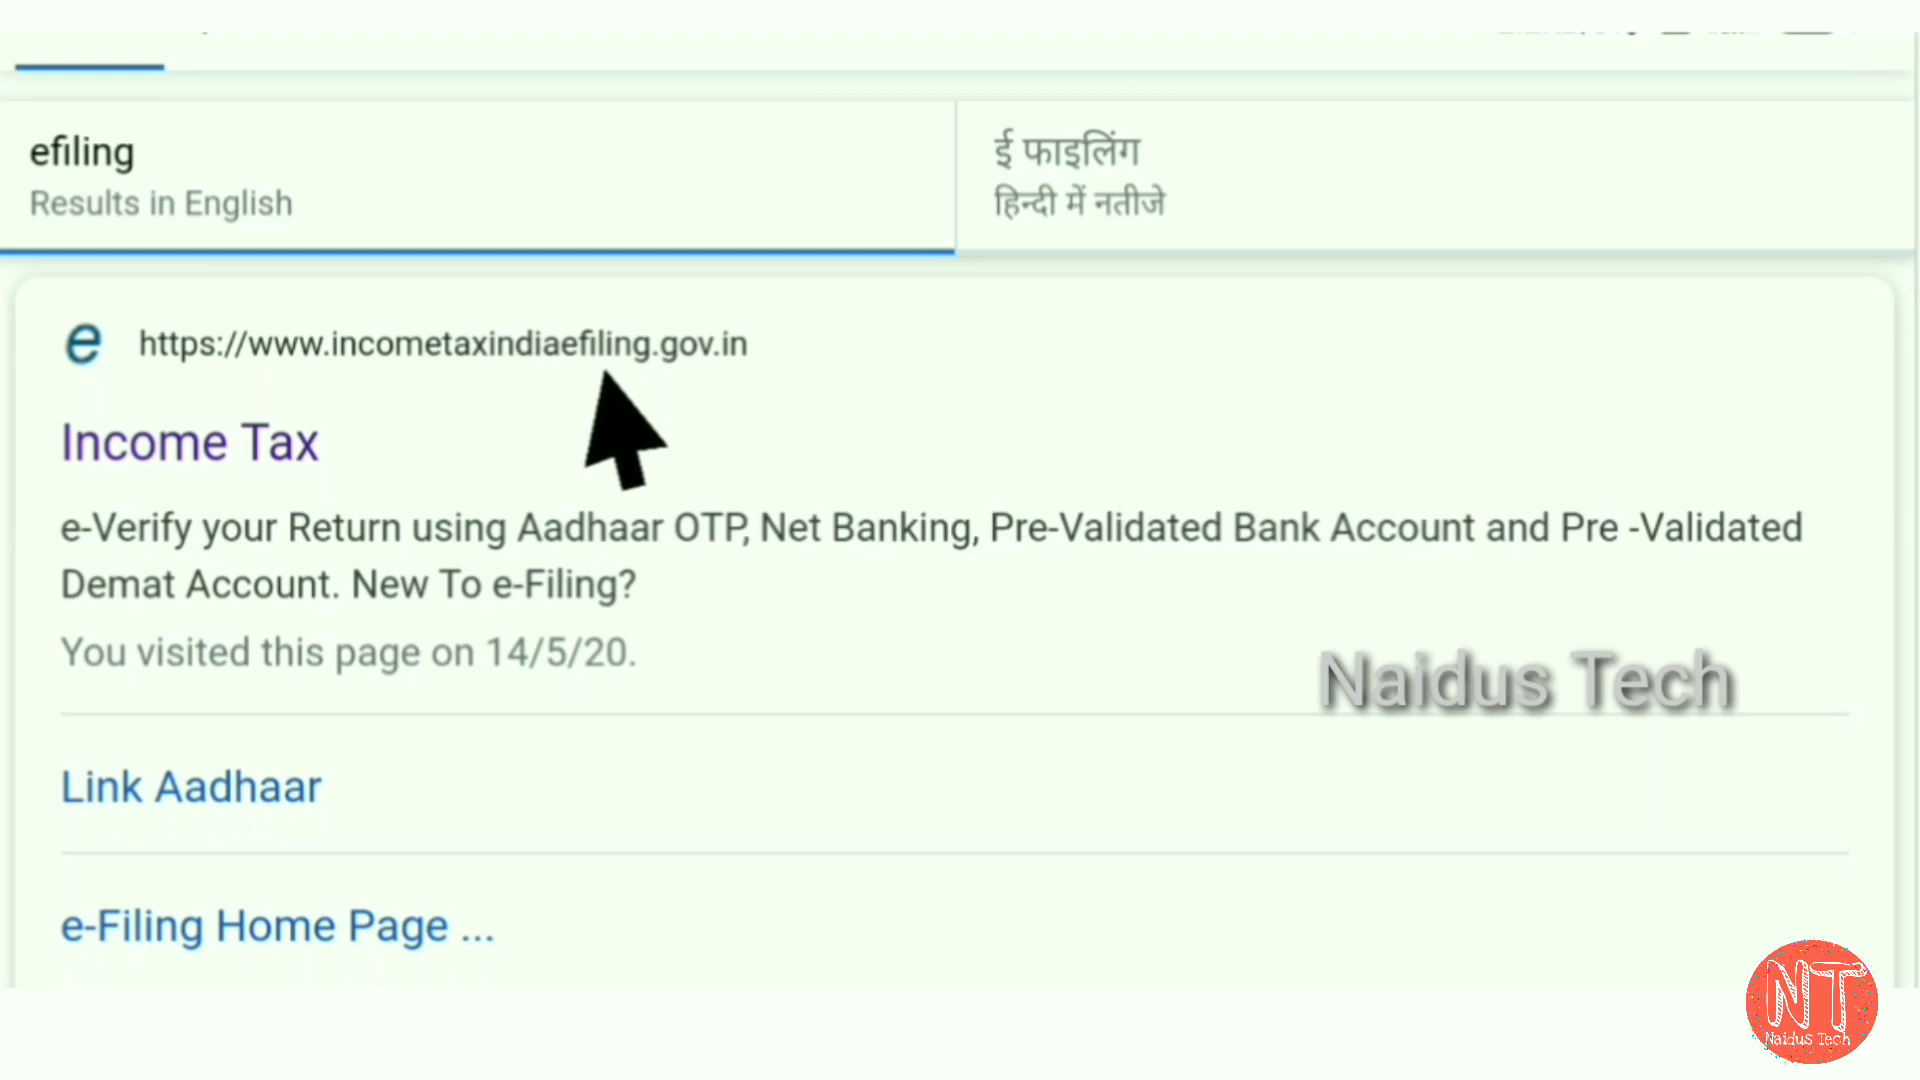 efiling
Results in English
ई फाइलिंग
हिन्दी में नतीजे
e https://www.incometaxindiaefiling.gov.in
Income Tax
e-Verify your Return using Aadhaar OTP, Net Banking, Pre-Validated Bank Account and Pre -Validated
Demat Account. New To e-Filing?
You visited this page on 14/5/20.
Naidus Tech
Link Aadhaar
e-Filing Home Page ...
NT
Naidus Tech